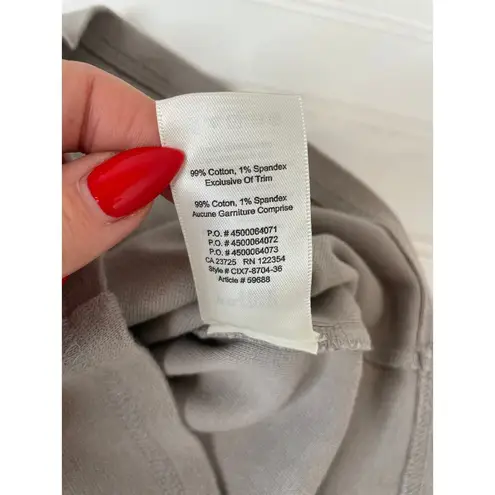 99% Cotton, 1% Spandex
Exclusive Of Trim
99% Coton, 1% Spandex
Aucune Garniture Comprise
P.O. # 4500064071
P.O. # 4500064072
P.O. # 4500064073
CA 23725 RN 122354
Style # CIX7-8704-36
Article # 59688